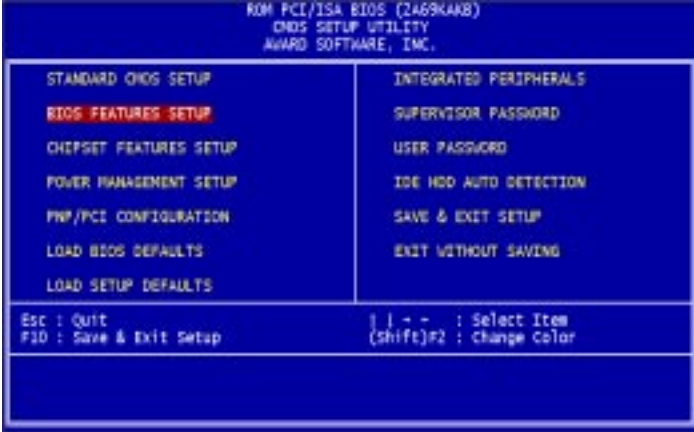 ROM PCI/ISA BIOS (2A69KAKB)
CMOS SETUP UTILITY
AWARD SOFTWARE, INC.
STANDARD CMOS SETUP
BIOS FEATURES SETUP
CHIPSET FEATURES SETUP
POWER MANAGEMENT SETUP
PNP/PCI CONFIGURATION
LOAD BIOS DEFAULTS
LOAD SETUP DEFAULTS
INTEGRATED PERIPHERALS
SUPERVISOR PASSWORD
USER PASSWORD
IDE HDD AUTO DETECTION
SAVE & EXIT SETUP
EXIT WITHOUT SAVING
Esc : Quit
F10 : Save & Exit Setup
: Select Item
(Shift)F2 : Change Color